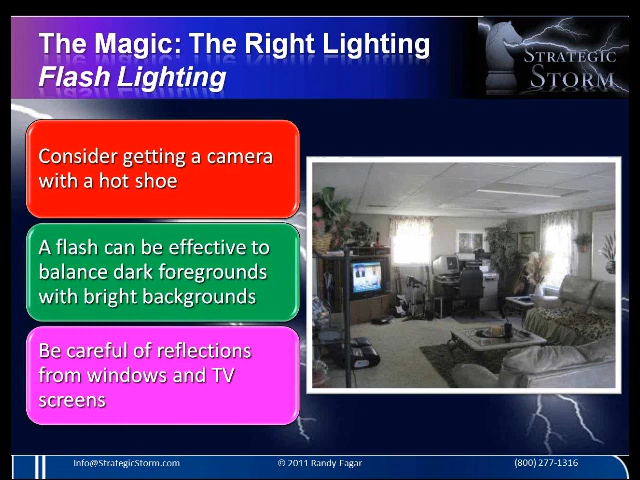 The Magic: The Right Lighting
Flash Lighting
STRATEGIC
STORM
Consider getting a camera
with a hot shoe
A flash can be effective to
balance dark foregrounds
with bright backgrounds
Be careful of reflections
from windows and TV
screens
Info@StrategicStorm.com
© 2011 Randy Eagar
(800) 277-1316